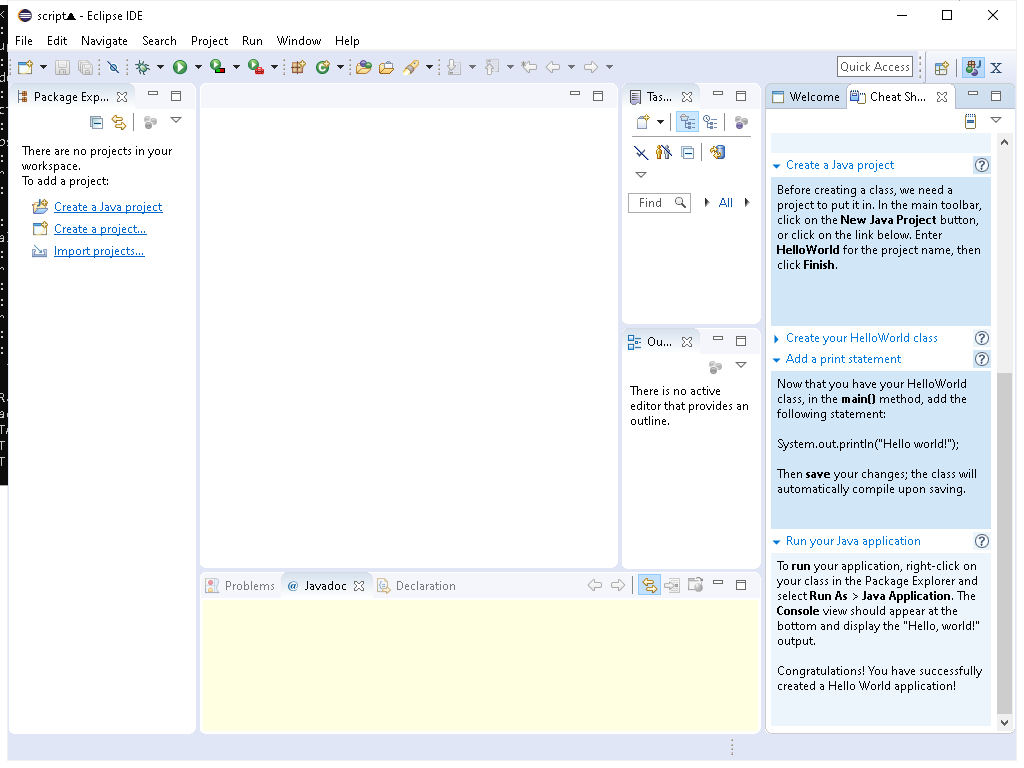 script▲ - Eclipse IDE
File Edit Navigate Search Project Run Window Help
Quick Access
Package Exp...
Tas...
Welcome
Cheat Sh...
There are no projects in your
workspace.
To add a project:
Create a Java project
Create a project...
Import projects...
Find
All
Ou...
There is no active
editor that provides an
outline.
Problems
@ Javadoc
Declaration
Create a Java project
Before creating a class, we need a
project to put it in. In the main toolbar,
click on the New Java Project button,
or click on the link below. Enter
HelloWorld for the project name, then
click Finish.
Create your HelloWorld class
Add a print statement
Now that you have your HelloWorld
class, in the main() method, add the
following statement:
System.out.println("Hello world!");
Then save your changes; the class will
automatically compile upon saving.
Run your Java application
To run your application, right-click on
your class in the Package Explorer and
select Run As > Java Application. The
Console view should appear at the
bottom and display the "Hello, world!"
output.
Congratulations! You have successfully
created a Hello World application!